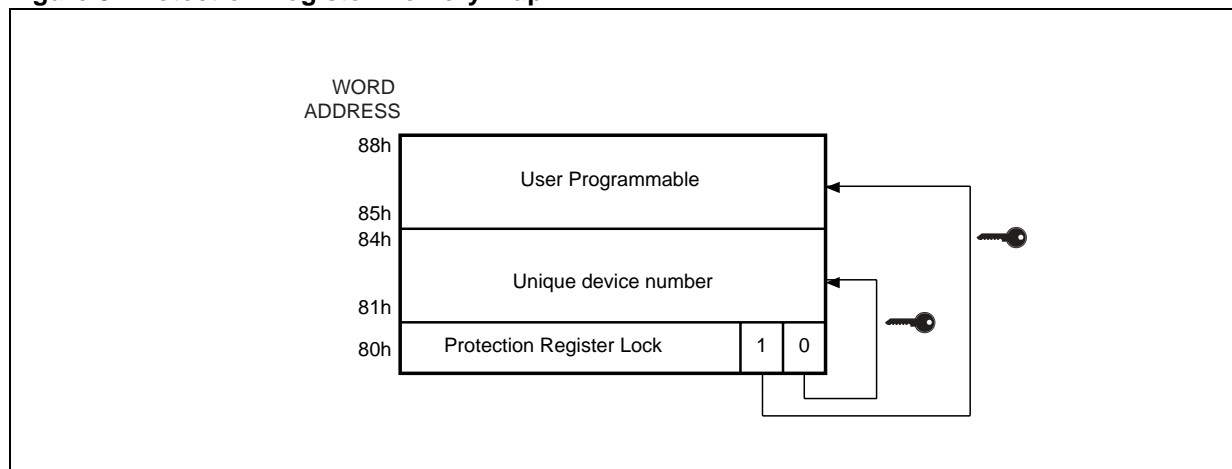 WORD
ADDRESS
88h
User Programmable
85h
84h
Unique device number
81h
80h
Protection Register Lock
1
0